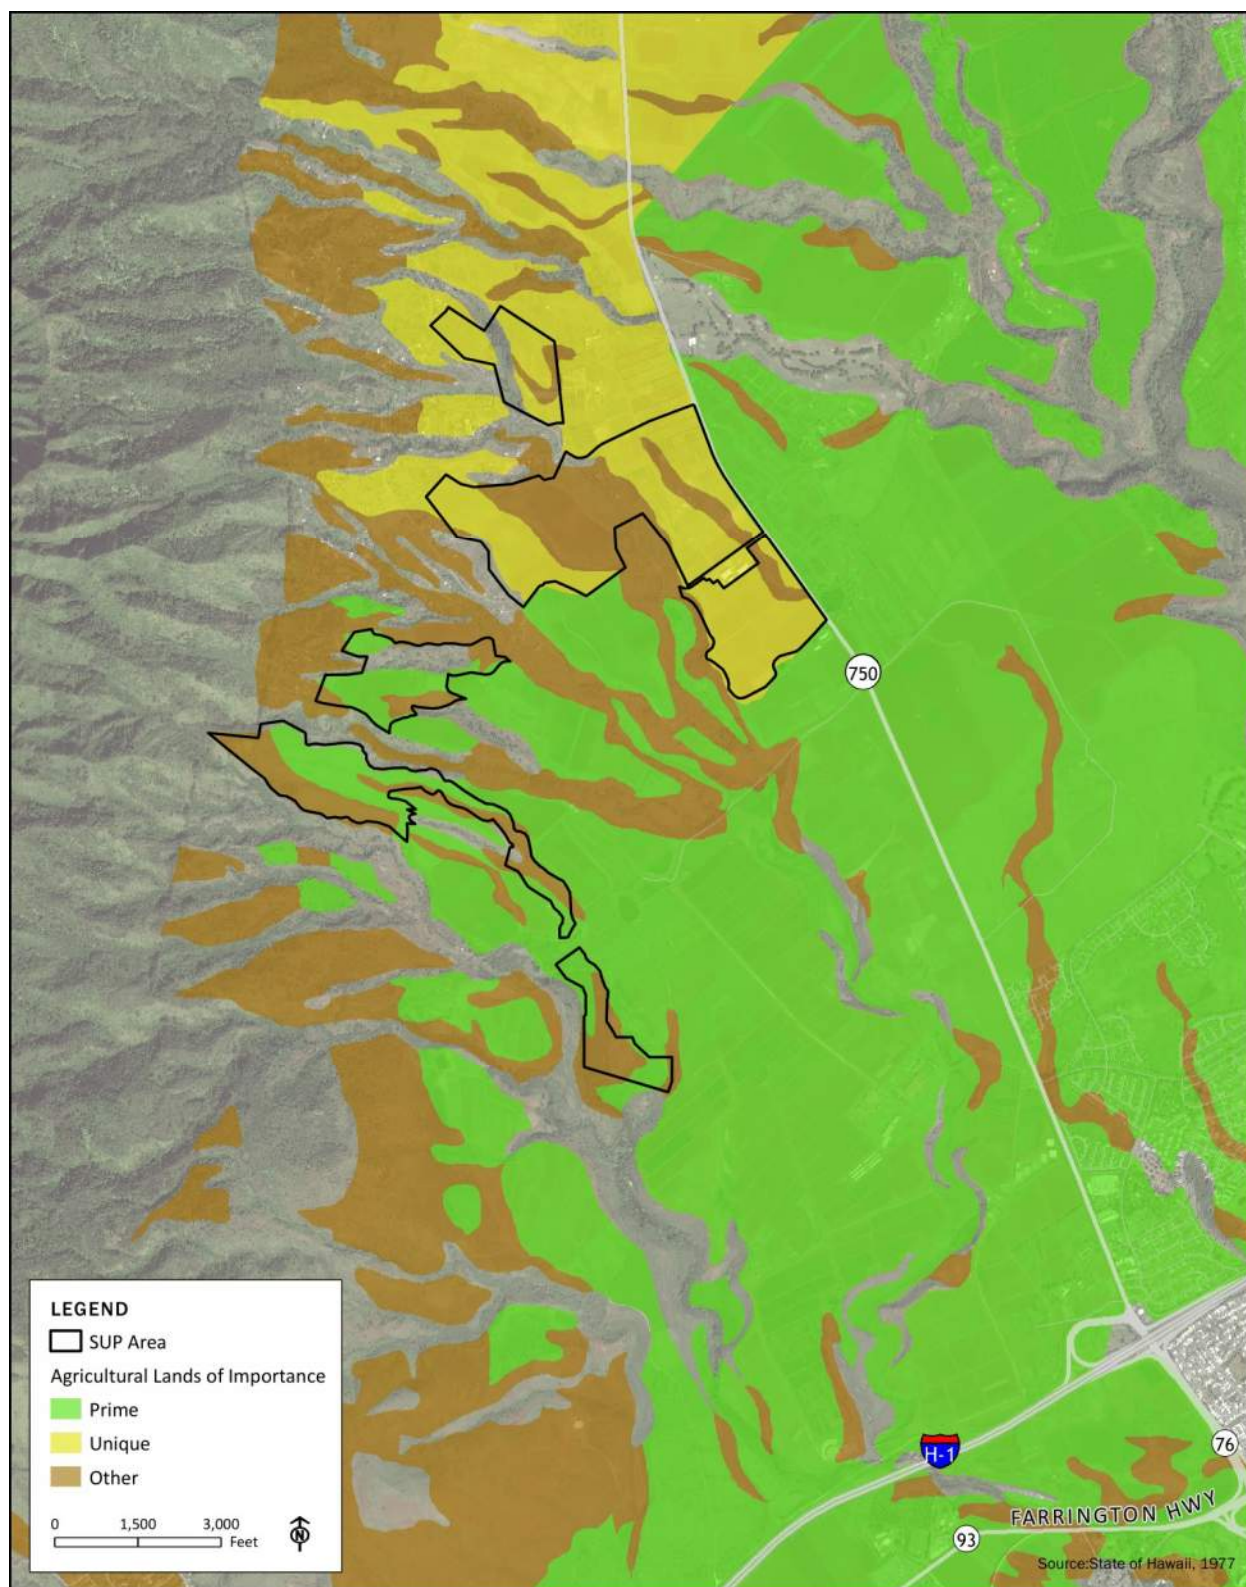 750
LEGEND
SUP Area
Agricultural Lands of Importance
Prime
Unique
Other
0 1,500 3,000
Feet
N
H-1
76
FARRINGTON HWY
93
Source:State of Hawaii, 1977